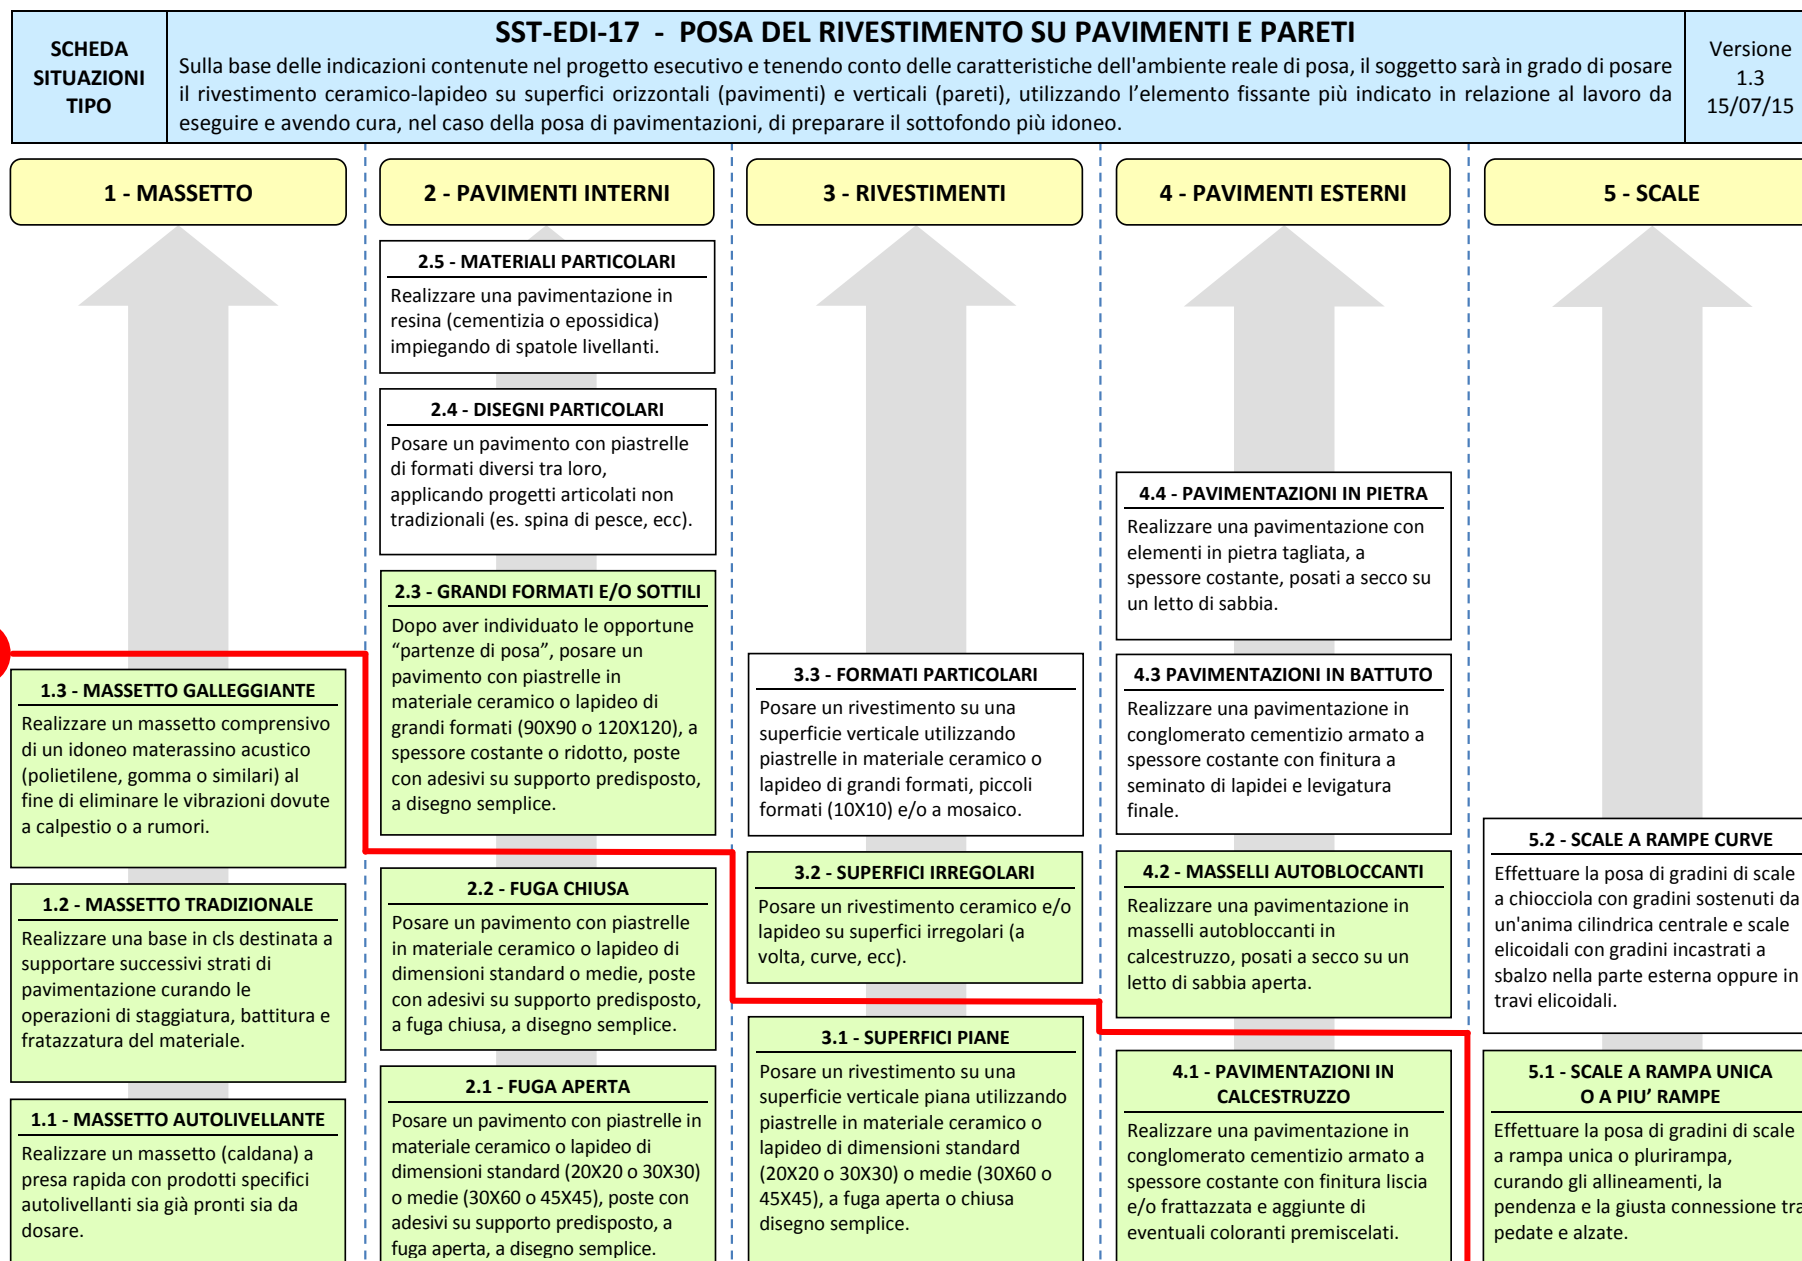 SCHEDA
SITUAZIONI
TIPO
SST-EDI-17 - POSA DEL RIVESTIMENTO SU PAVIMENTI E PARETI
Sulla base delle indicazioni contenute nel progetto esecutivo e tenendo conto delle caratteristiche dell'ambiente reale di posa, il soggetto sarà in grado di posare
il rivestimento ceramico-lapideo su superfici orizzontali (pavimenti) e verticali (pareti), utilizzando l’elemento fissante più indicato in relazione al lavoro da
eseguire e avendo cura, nel caso della posa di pavimentazioni, di preparare il sottofondo più idoneo.
Versione
1.3
15/07/15
1 - MASSETTO
1.3 - MASSETTO GALLEGGIANTE
Realizzare un massetto comprensivo
di un idoneo materassino acustico
(polietilene, gomma o similari) al
fine di eliminare le vibrazioni dovute
a calpestio o a rumori.
1.2 - MASSETTO TRADIZIONALE
Realizzare una base in cls destinata a
supportare successivi strati di
pavimentazione curando le
operazioni di staggiatura, battitura e
fratazzatura del materiale.
1.1 - MASSETTO AUTOLIVELLANTE
Realizzare un massetto (caldana) a
presa rapida con prodotti specifici
autolivellanti sia già pronti sia da
dosare.
2 - PAVIMENTI INTERNI
2.5 - MATERIALI PARTICOLARI
Realizzare una pavimentazione in
resina (cementizia o epossidica)
impiegando di spatole livellanti.
2.4 - DISEGNI PARTICOLARI
Posare un pavimento con piastrelle
di formati diversi tra loro,
applicando progetti articolati non
tradizionali (es. spina di pesce, ecc).
2.3 - GRANDI FORMATI E/O SOTTILI
Dopo aver individuato le opportune
“partenze di posa”, posare un
pavimento con piastrelle in
materiale ceramico o lapideo di
grandi formati (90X90 o 120X120), a
spessore costante o ridotto, poste
con adesivi su supporto predisposto,
a disegno semplice.
2.2 - FUGA CHIUSA
Posare un pavimento con piastrelle
in materiale ceramico o lapideo di
dimensioni standard o medie, poste
con adesivi su supporto predisposto,
a fuga chiusa, a disegno semplice.
2.1 - FUGA APERTA
Posare un pavimento con piastrelle in
materiale ceramico o lapideo di
dimensioni standard (20X20 o 30X30)
o medie (30X60 o 45X45), poste con
adesivi su supporto predisposto, a
fuga aperta, a disegno semplice.
3 - RIVESTIMENTI
3.3 - FORMATI PARTICOLARI
Posare un rivestimento su una
superficie verticale utilizzando
piastrelle in materiale ceramico o
lapideo di grandi formati, piccoli
formati (10X10) e/o a mosaico.
3.2 - SUPERFICI IRREGOLARI
Posare un rivestimento ceramico e/o
lapideo su superfici irregolari (a
volta, curve, ecc).
3.1 - SUPERFICI PIANE
Posare un rivestimento su una
superficie verticale piana utilizzando
piastrelle in materiale ceramico o
lapideo di dimensioni standard
(20X20 o 30X30) o medie (30X60 o
45X45), a fuga aperta o chiusa
disegno semplice.
4 - PAVIMENTI ESTERNI
4.4 - PAVIMENTAZIONI IN PIETRA
Realizzare una pavimentazione con
elementi in pietra tagliata, a
spessore costante, posati a secco su
un letto di sabbia.
4.3 PAVIMENTAZIONI IN BATTUTO
Realizzare una pavimentazione in
conglomerato cementizio armato a
spessore costante con finitura a
seminato di lapidei e levigatura
finale.
4.2 - MASSELLI AUTOBLOCCANTI
Realizzare una pavimentazione in
masselli autobloccanti in
calcestruzzo, posati a secco su un
letto di sabbia aperta.
4.1 - PAVIMENTAZIONI IN
CALCESTRUZZO
Realizzare una pavimentazione in
conglomerato cementizio armato a
spessore costante con finitura liscia
e/o frattazzata e aggiunte di
eventuali coloranti premiscelati.
5 - SCALE
5.2 - SCALE A RAMPE CURVE
Effettuare la posa di gradini di scale
a chiocciola con gradini sostenuti da
un'anima cilindrica centrale e scale
elicoidali con gradini incastrati a
sbalzo nella parte esterna oppure in
travi elicoidali.
5.1 - SCALE A RAMPA UNICA
O A PIU’ RAMPE
Effettuare la posa di gradini di scale
a rampa unica o plurirampa,
curando gli allineamenti, la
pendenza e la giusta connessione tra
pedate e alzate.